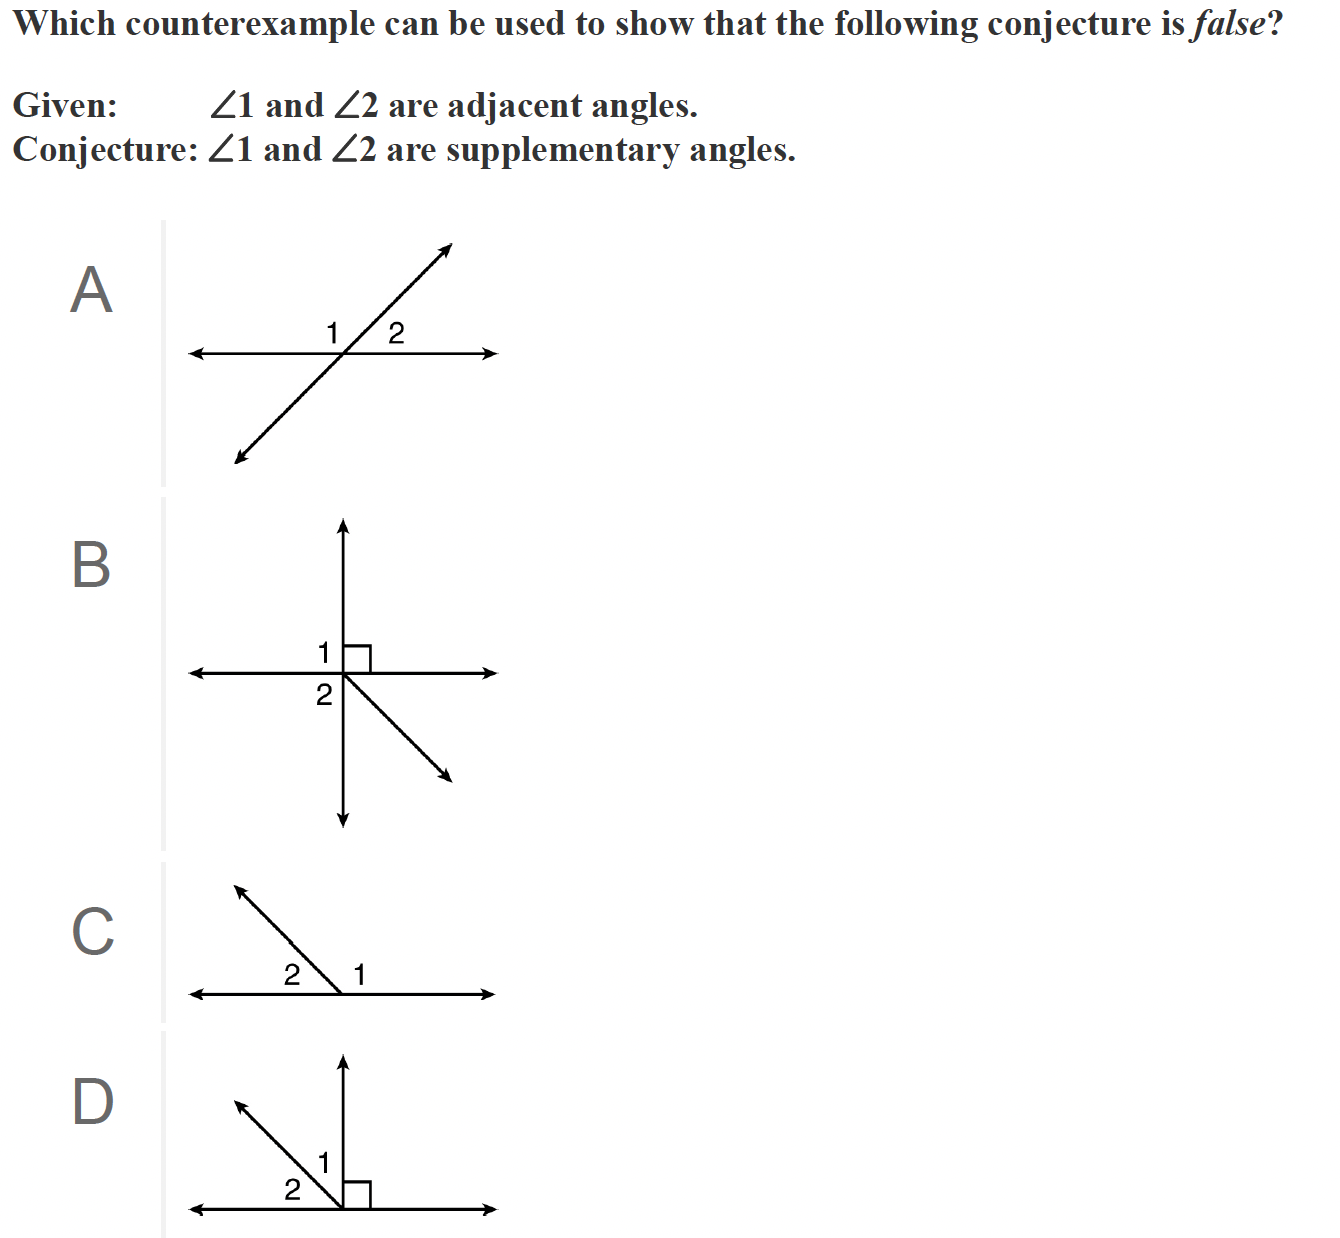 Which counterexample can be used to show that the following conjecture is false?
Given: ∠1 and ∠2 are adjacent angles.
Conjecture: ∠1 and ∠2 are supplementary angles.
A
1 2
B
1
2
C
2 1
D
1
2